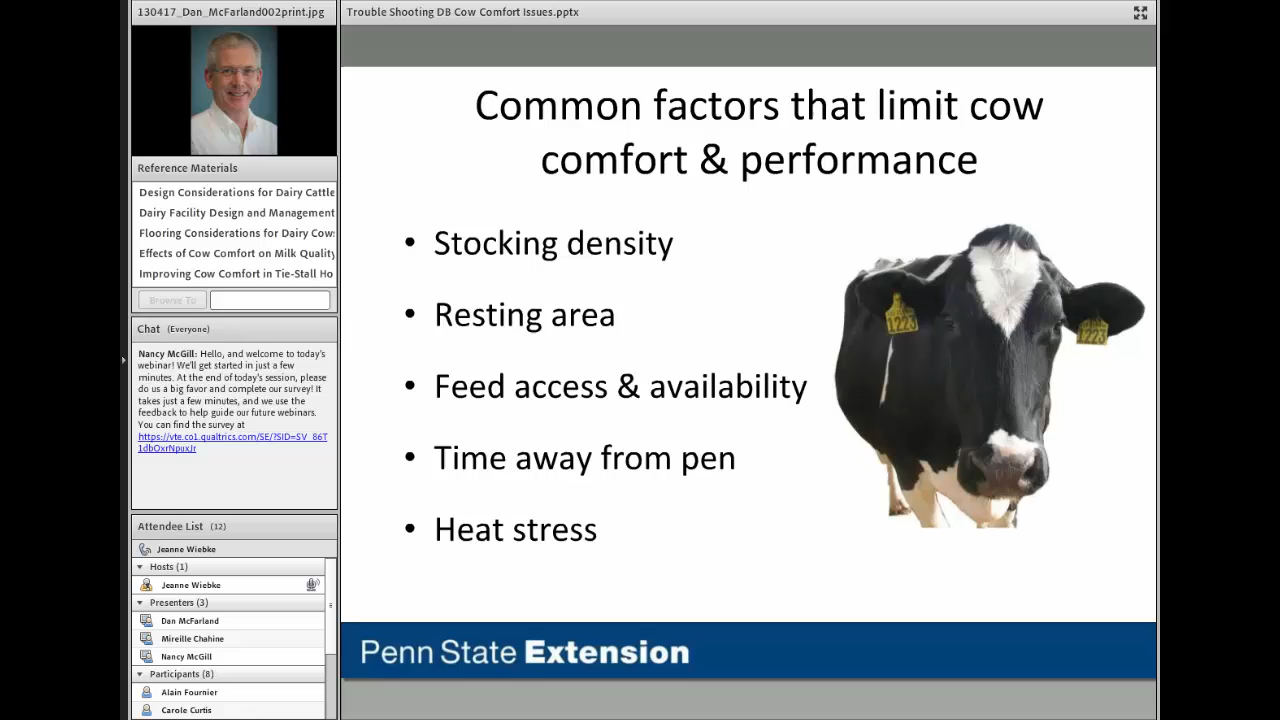 130417_Dan_McFarland002print.jpg
Reference Materials
Design Considerations for Dairy Cattle
Dairy Facility Design and Management
Flooring Considerations for Dairy Cows
Effects of Cow Comfort on Milk Quality
Improving Cow Comfort in Tie-Stall Ho
Browse To
Chat (Everyone)
Nancy McGill: Hello, and welcome to today's
webinar! We'll get started in just a few
minutes. At the end of today's session, please
do us a big favor and complete our survey! It
takes just a few minutes, and we use the
feedback to help guide our future webinars.
You can find the survey at
https://vte.co1.qualtrics.com/SE/?SID=SV_86T
1dbOxrNpuxJr
Attendee List (12)
Jeanne Wiebke
Hosts (1)
Jeanne Wiebke
Presenters (3)
Dan McFarland
Mireille Chahine
Nancy McGill
Participants (8)
Alain Fournier
Carole Curtis
Trouble Shooting DB Cow Comfort Issues.pptx
Common factors that limit cow
comfort & performance
• Stocking density
• Resting area
• Feed access & availability
• Time away from pen
• Heat stress
1223
1223
Penn State Extension